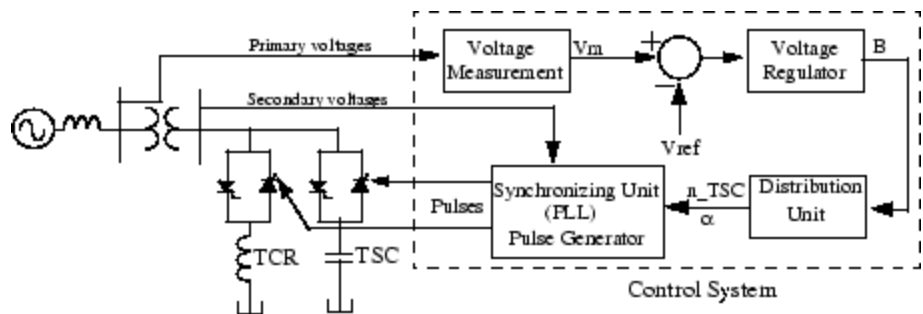 Primary voltages
Voltage
Measurement
Vm
+
−
Voltage
Regulator
B
Secondary voltages
Vref
Synchronizing Unit
(PLL)
Pulse Generator
n_TSC
α
Distribution
Unit
Pulses
TCR
TSC
Control System